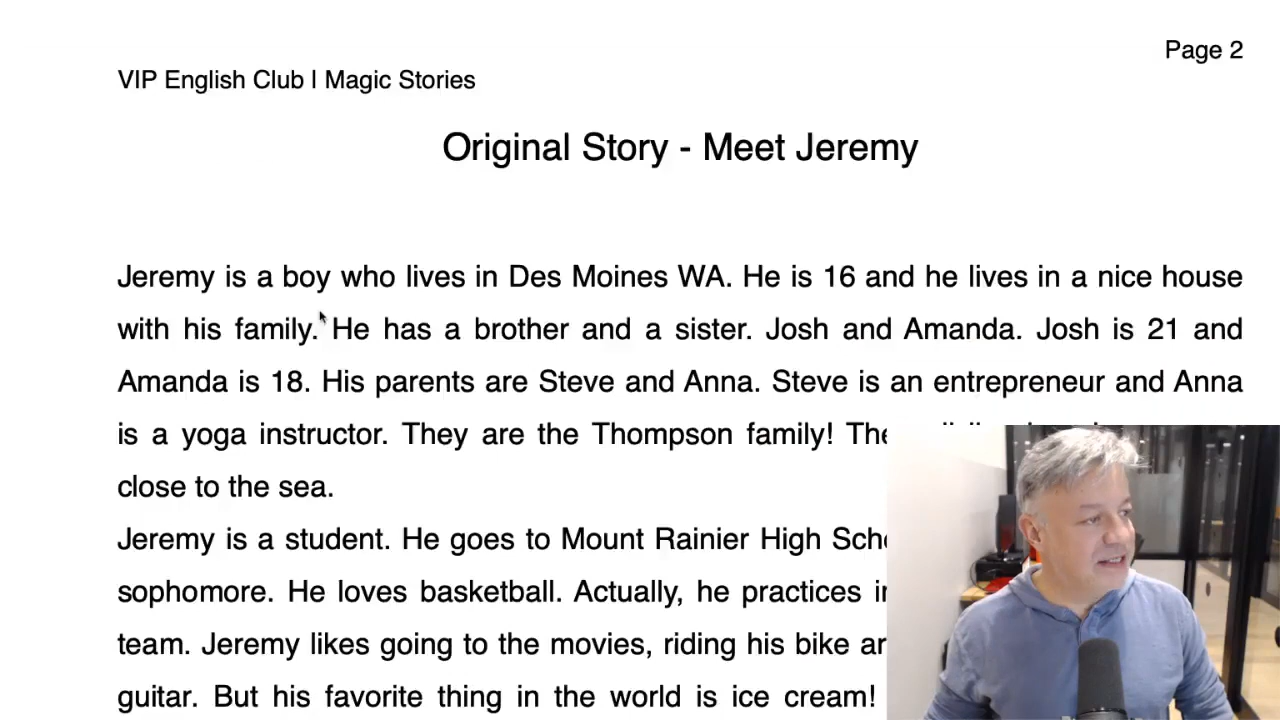 Page 2
VIP English Club l Magic Stories
Original Story - Meet Jeremy
Jeremy is a boy who lives in Des Moines WA. He is 16 and he lives in a nice house
with his family. He has a brother and a sister. Josh and Amanda. Josh is 21 and
Amanda is 18. His parents are Steve and Anna. Steve is an entrepreneur and Anna
is a yoga instructor. They are the Thompson family! The
close to the sea.
Jeremy is a student. He goes to Mount Rainier High
sophomore. He loves basketball. Actually, he practices
team. Jeremy likes going to the movies, riding his bike
guitar. But his favorite thing in the world is ice cream!